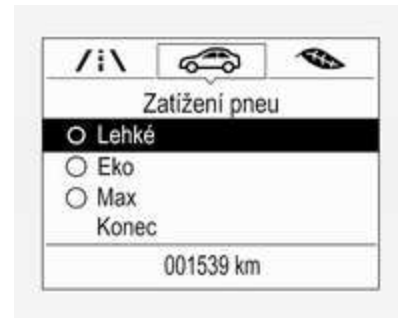 Zatížení pneu
Lehké
Eko
Max
Konec
001539 km